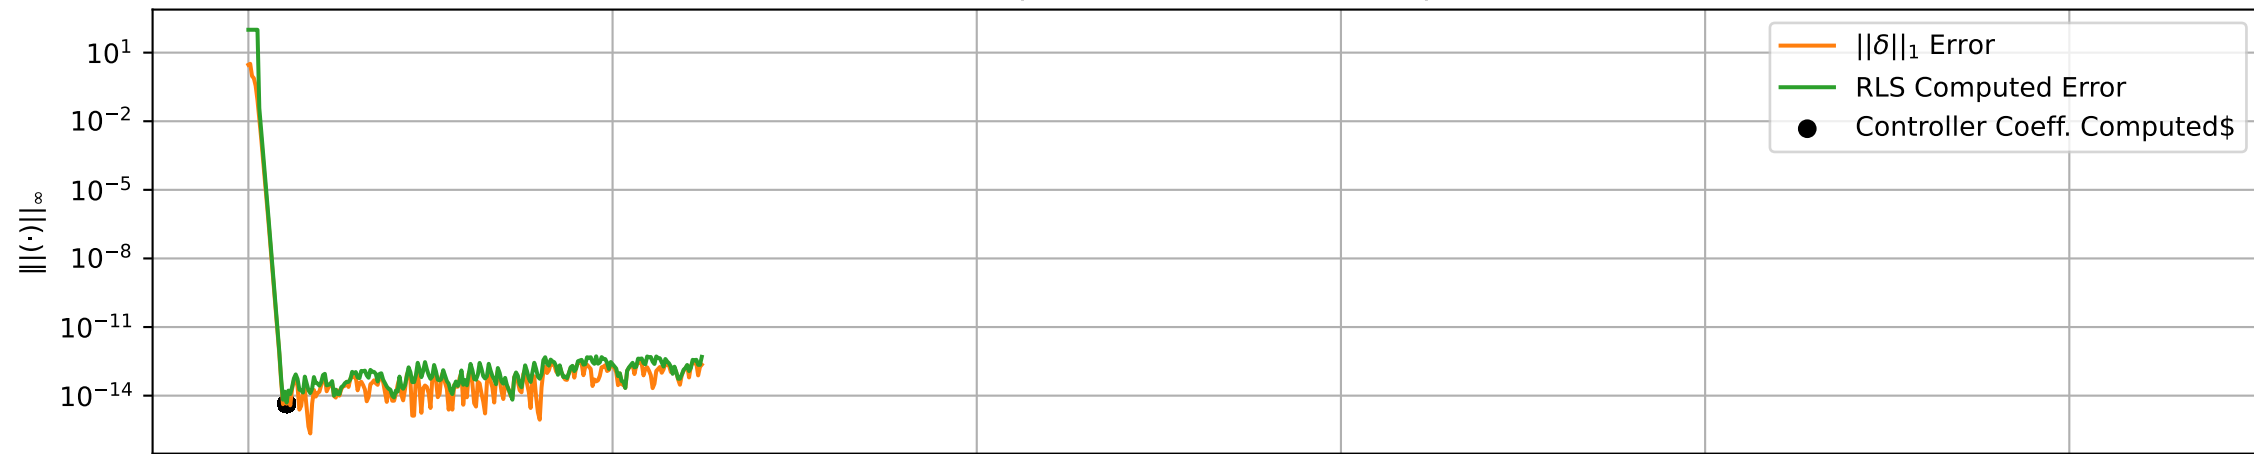 10¹
10⁻²
10⁻⁵
10⁻⁸
10⁻¹¹
10⁻¹⁴
||δ||₁ Error
RLS Computed Error
Controller Coeff. Computed$